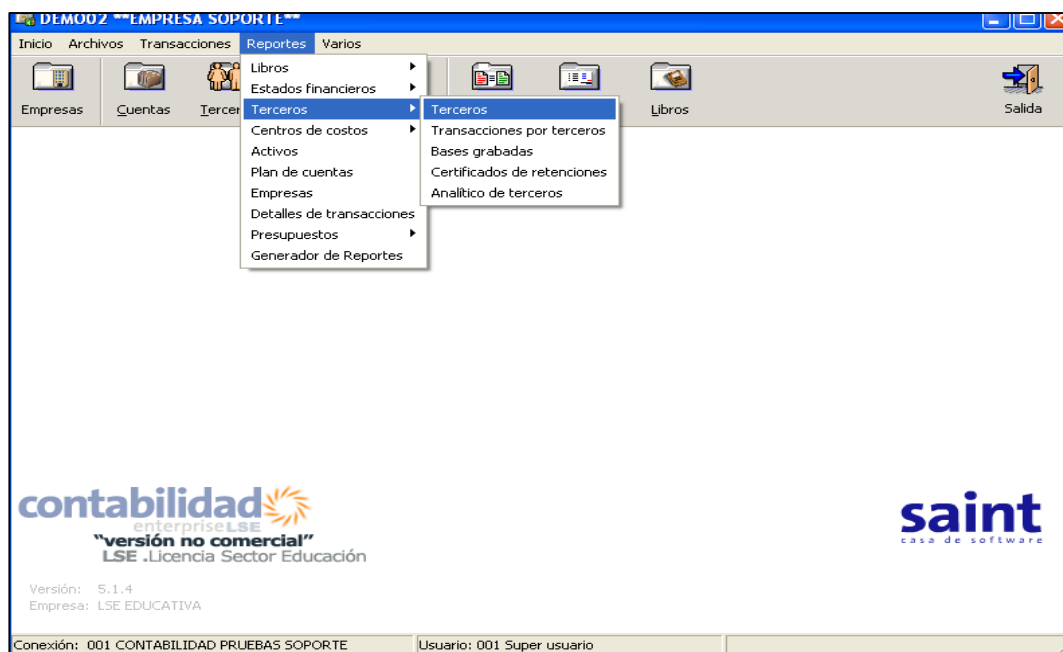 DEMO02 **EMPRESA SOPORTE**
Inicio Archivos Transacciones Reportes Varios
Empresas Cuentas Tercer Libros Salida
Libros
Estados financieros
Terceros
Centros de costos
Activos
Plan de cuentas
Empresas
Detalles de transacciones
Presupuestos
Generador de Reportes
Terceros
Transacciones por terceros
Bases grabadas
Certificados de retenciones
Analítico de terceros
contabilidad
enterprise LSE
"versión no comercial"
LSE .Licencia Sector Educación
saint
casa de software
Versión: 5.1.4
Empresa: LSE EDUCATIVA
Conexión: 001 CONTABILIDAD PRUEBAS SOPORTE Usuario: 001 Super usuario